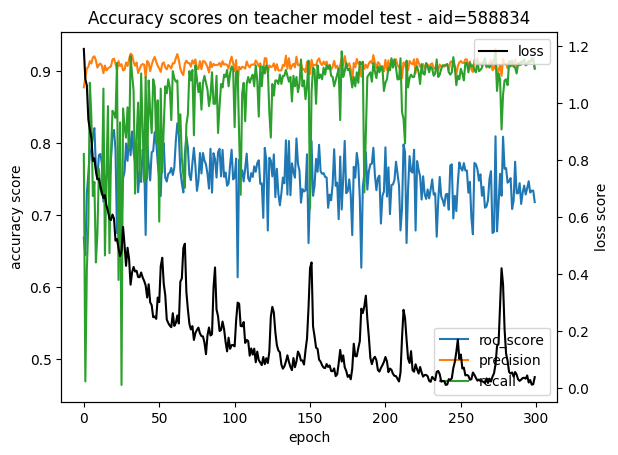 Accuracy scores on teacher model test - aid=588834
loss
0.9
0.8
0.7
0.6
0.5
accuracy score
1.2
1.0
0.8
0.6
0.4
0.2
0.0
loss score
roc_score
precision
recall
0
50
100
150
200
250
300
epoch